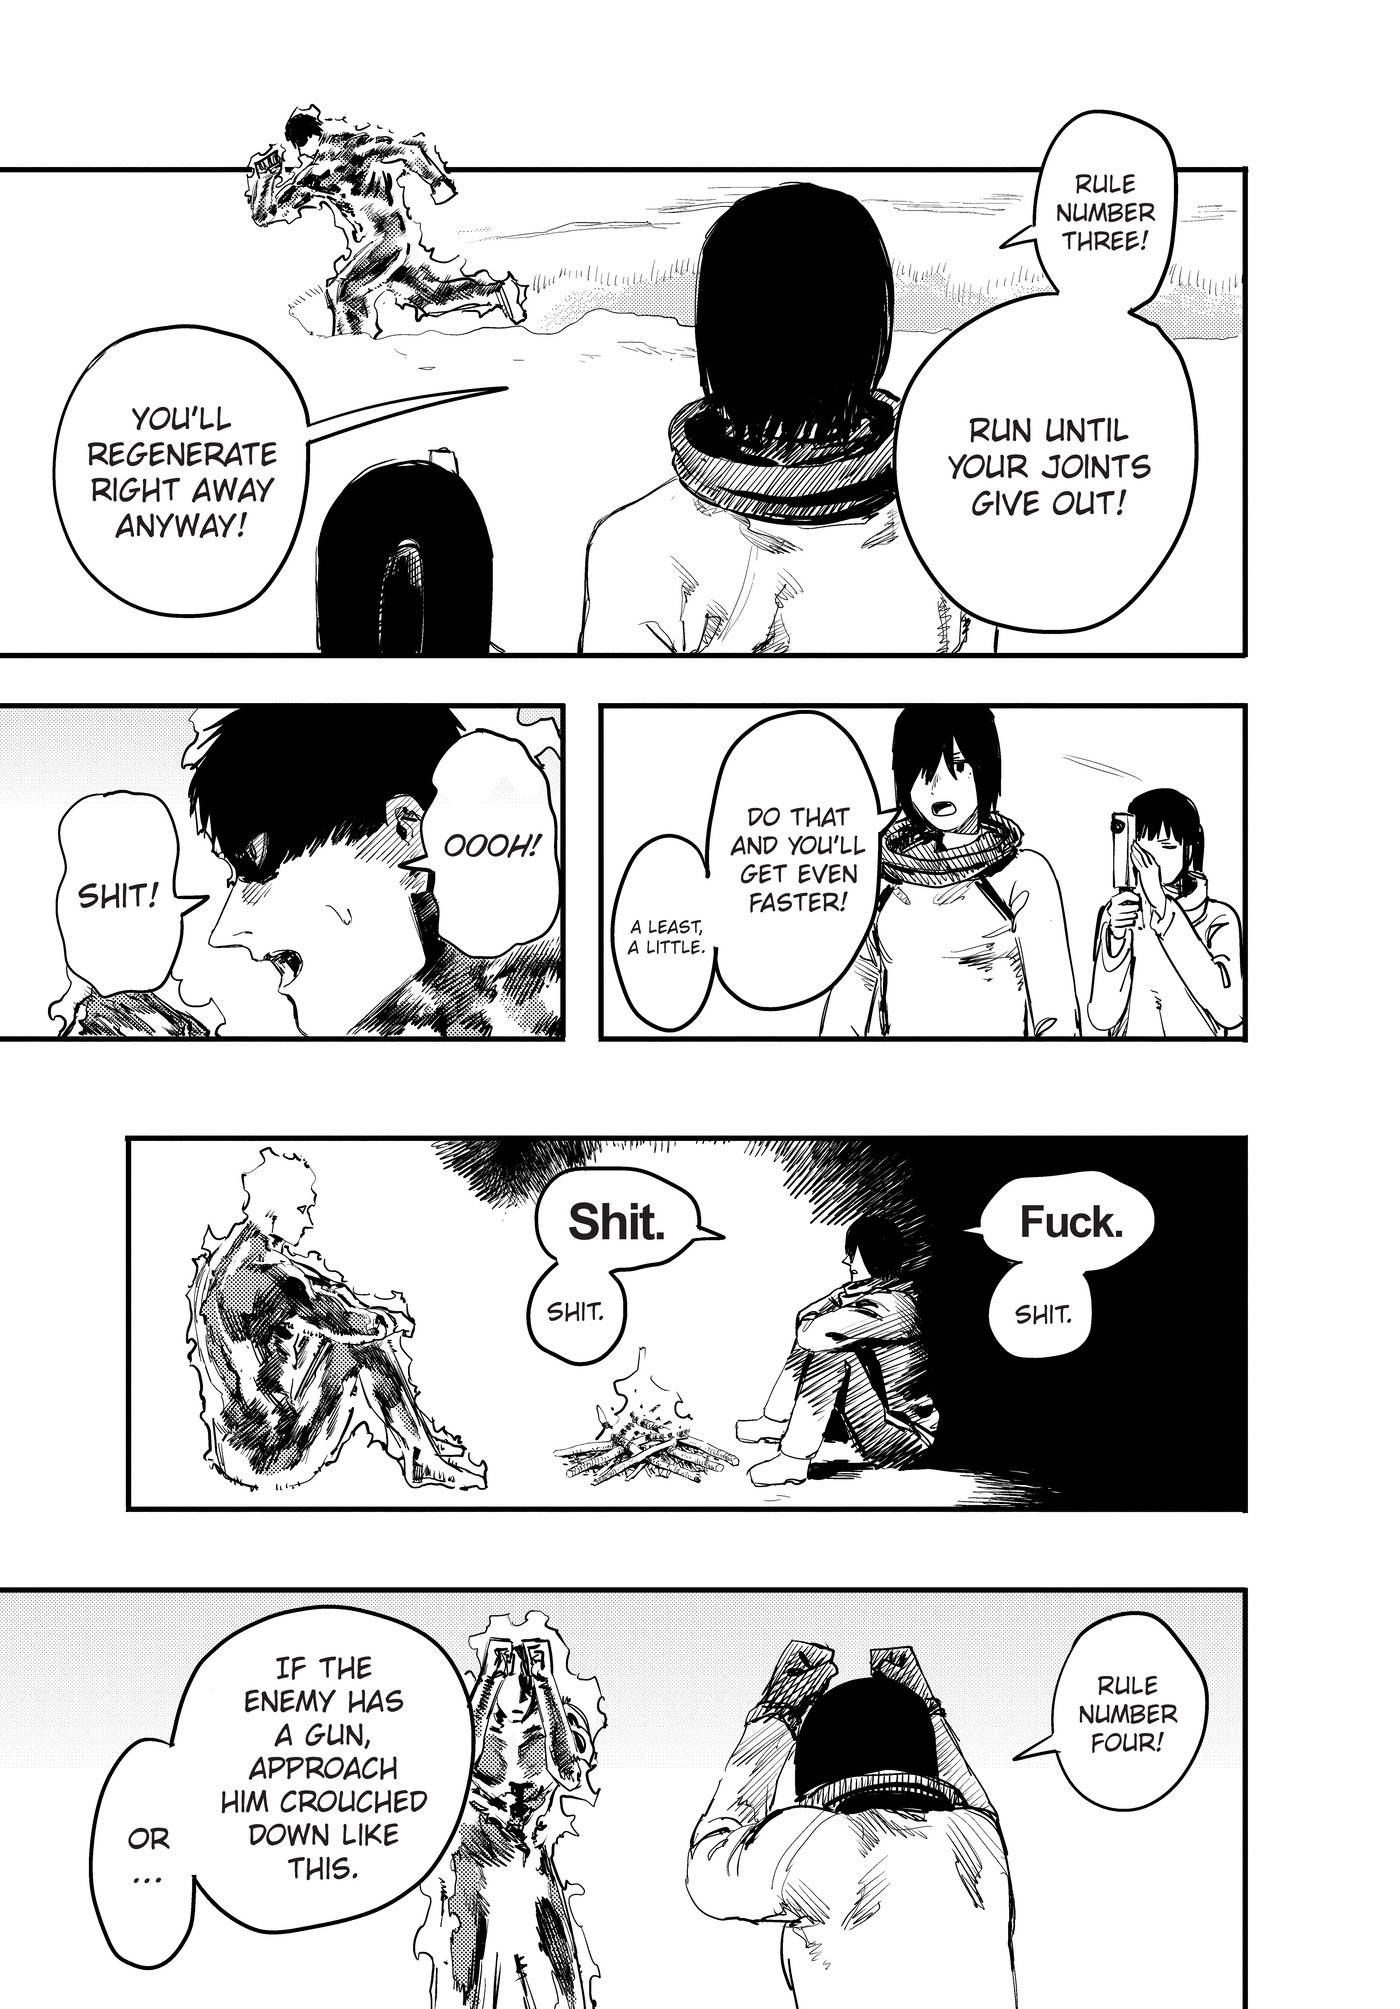 RULE
NUMBER
THREE!
RUN UNTIL
YOUR JOINTS
GIVE OUT!
YOU'LL
REGENERATE
RIGHT AWAY
ANYWAY!
DO THAT
AND YOU'LL
GET EVEN
FASTER!
A LEAST,
A LITTLE.
OOOH!
SHIT!
Fuck.
SHIT.
Shit.
SHIT.
RULE
NUMBER
FOUR!
IF THE
ENEMY HAS
A GUN,
APPROACH
HIM CROUCHED
DOWN LIKE
THIS.
OR
...